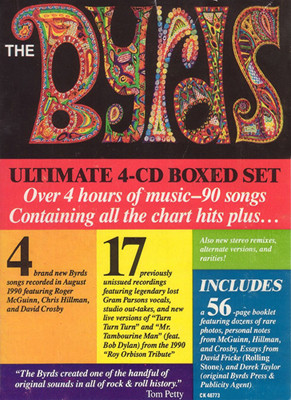 THE
BYRDS
ULTIMATE 4-CD BOXED SET
Over 4 hours of music–90 songs
Containing all the chart hits plus...
4 brand new Byrds
songs recorded in August
1990 featuring Roger
McGuinn, Chris Hillman,
and David Crosby
17 previously
unissued recordings
featuring legendary lost
Gram Parsons vocals,
studio out-takes, and new
live versions of "Turn
Turn Turn" and "Mr.
Tambourine Man" (feat.
Bob Dylan) from the 1990
"Roy Orbison Tribute"
Also new stereo remixes,
alternate versions, and
rarities!
INCLUDES
a 56-page booklet
featuring dozens of rare
photos, personal notes
from McGuinn, Hillman,
and Crosby, Essays from
David Fricke (Rolling
Stone), and Derek Taylor
(original Byrds Press &
Publicity Agent)
CK 46773
"The Byrds created one of the handful of
original sounds in all of rock & roll history."
Tom Petty